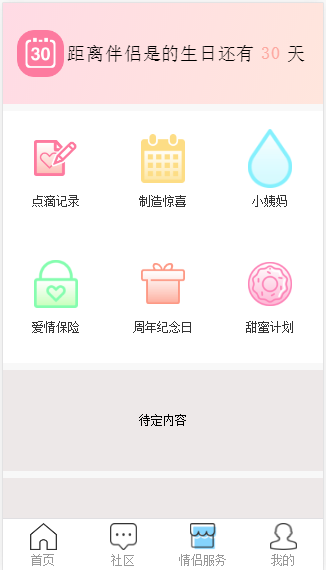 30 距离伴侣是的生日还有 30 天
点滴记录 制造惊喜 小姨妈
爱情保险 周年纪念日 甜蜜计划
待定内容
首页 社区 情侣服务 我的